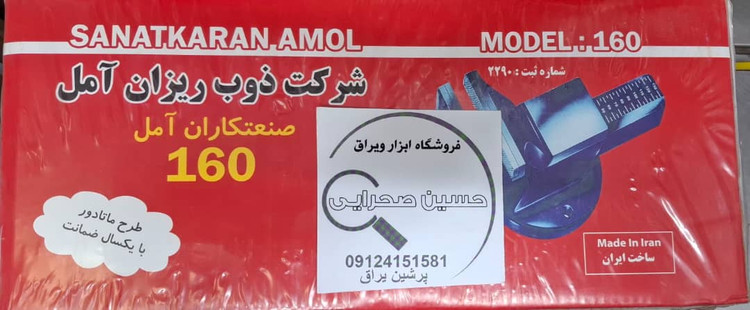 SANATKARAN AMOL
MODEL : 160
شرکت ذوب ریزان آمل
شماره ثبت : ۲۲۹۰
صنعتکاران آمل
160
طرح ماتادور
با یکسال ضمانت
فروشگاه ابزار ویراق
حسین صحرایی
09124151581
پرشین یراق
Made In Iran
ساخت ایران